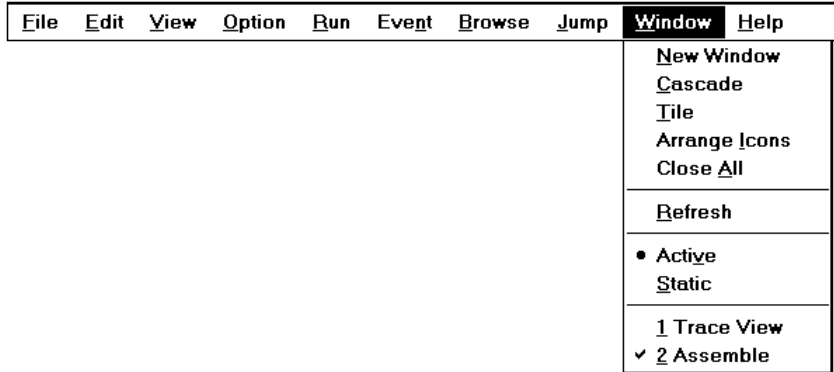 File Edit View Option Run Event Browse Jump Window Help
New Window
Cascade
Tile
Arrange Icons
Close All
Refresh
Active
Static
1 Trace View
2 Assemble